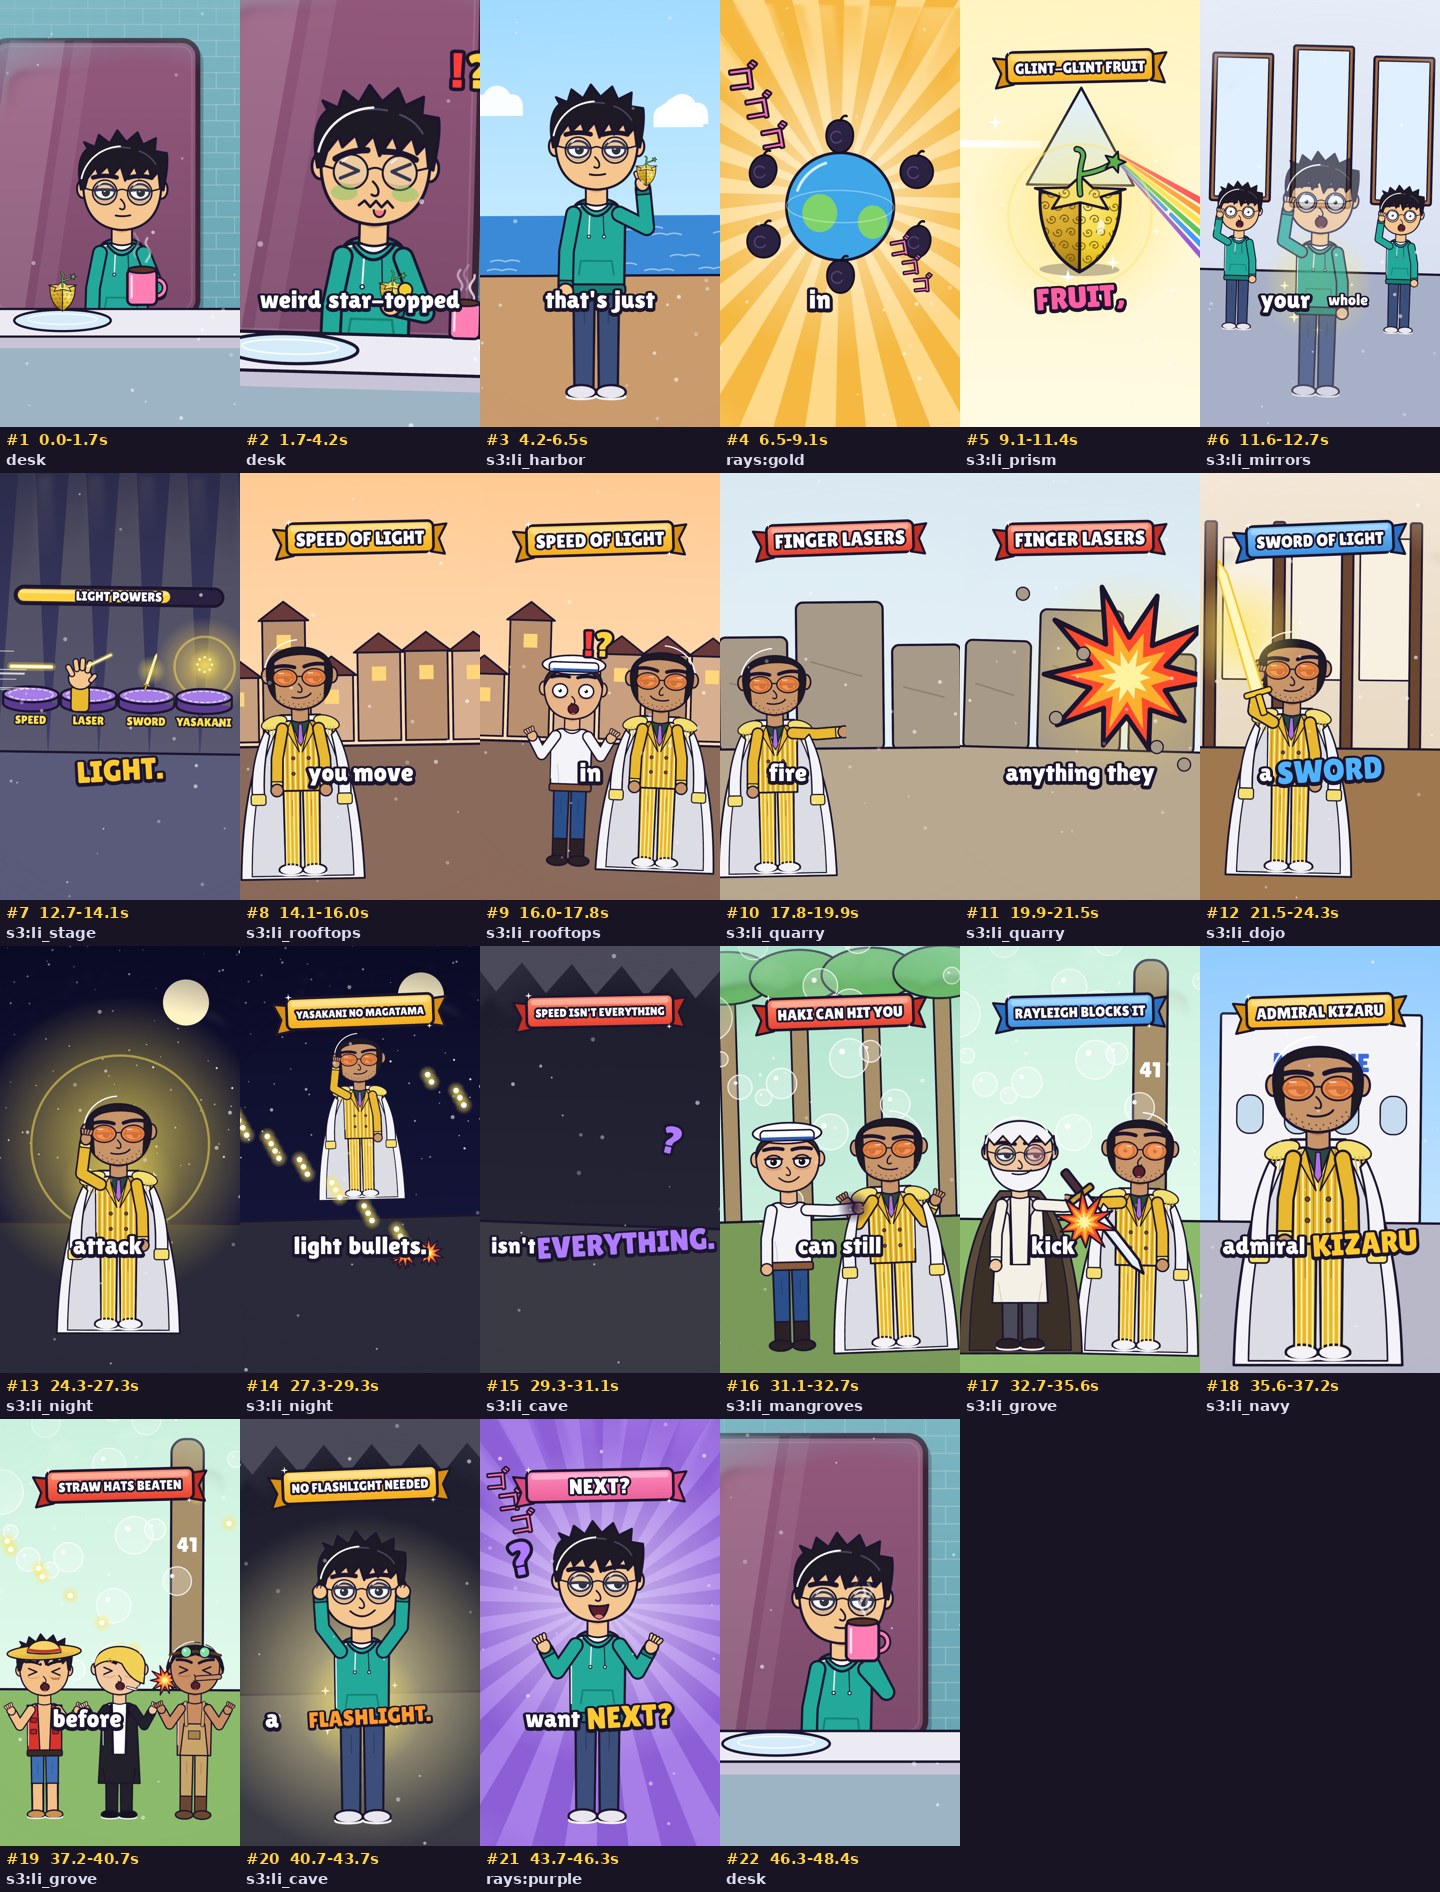 !?
weird star-topped
that's just
ゴゴゴ
in
ゴゴゴ
GLINT-GLINT FRUIT
FRUIT,
your whole
#1 0.0-1.7s
desk
#2 1.7-4.2s
desk
#3 4.2-6.5s
s3:li_harbor
#4 6.5-9.1s
rays:gold
#5 9.1-11.4s
s3:li_prism
#6 11.6-12.7s
s3:li_mirrors
LIGHT POWERS
SPEED LASER SWORD YASAKANI
LIGHT.
SPEED OF LIGHT
you move
SPEED OF LIGHT
!?
in
FINGER LASERS
fire
FINGER LASERS
anything they
SWORD OF LIGHT
a SWORD
#7 12.7-14.1s
s3:li_stage
#8 14.1-16.0s
s3:li_rooftops
#9 16.0-17.8s
s3:li_rooftops
#10 17.8-19.9s
s3:li_quarry
#11 19.9-21.5s
s3:li_quarry
#12 21.5-24.3s
s3:li_dojo
attack
YASAKANI NO MAGATAMA
light bullets.
SPEED ISN'T EVERYTHING
?
isn't EVERYTHING.
HAKI CAN HIT YOU
can still
RAYLEIGH BLOCKS IT
41
kick
ADMIRAL KIZARU
admiral KIZARU
#13 24.3-27.3s
s3:li_night
#14 27.3-29.3s
s3:li_night
#15 29.3-31.1s
s3:li_cave
#16 31.1-32.7s
s3:li_mangroves
#17 32.7-35.6s
s3:li_grove
#18 35.6-37.2s
s3:li_navy
STRAW HATS BEATEN
41
before
NO FLASHLIGHT NEEDED
a FLASHLIGHT.
ゴゴゴ
NEXT?
?
want NEXT?
#19 37.2-40.7s
s3:li_grove
#20 40.7-43.7s
s3:li_cave
#21 43.7-46.3s
rays:purple
#22 46.3-48.4s
desk